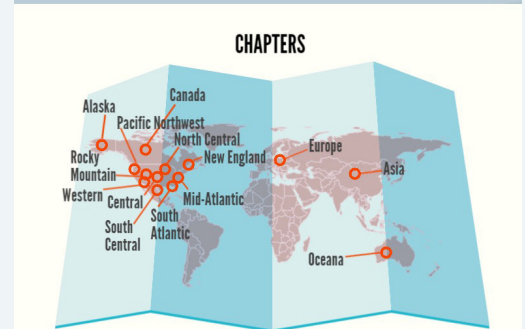 CHAPTERS
Canada
Alaska
Pacific Northwest
North Central
Rocky
Mountain
New England
Europe
Asia
Western
Central
Mid-Atlantic
South
Central
South
Atlantic
Oceana